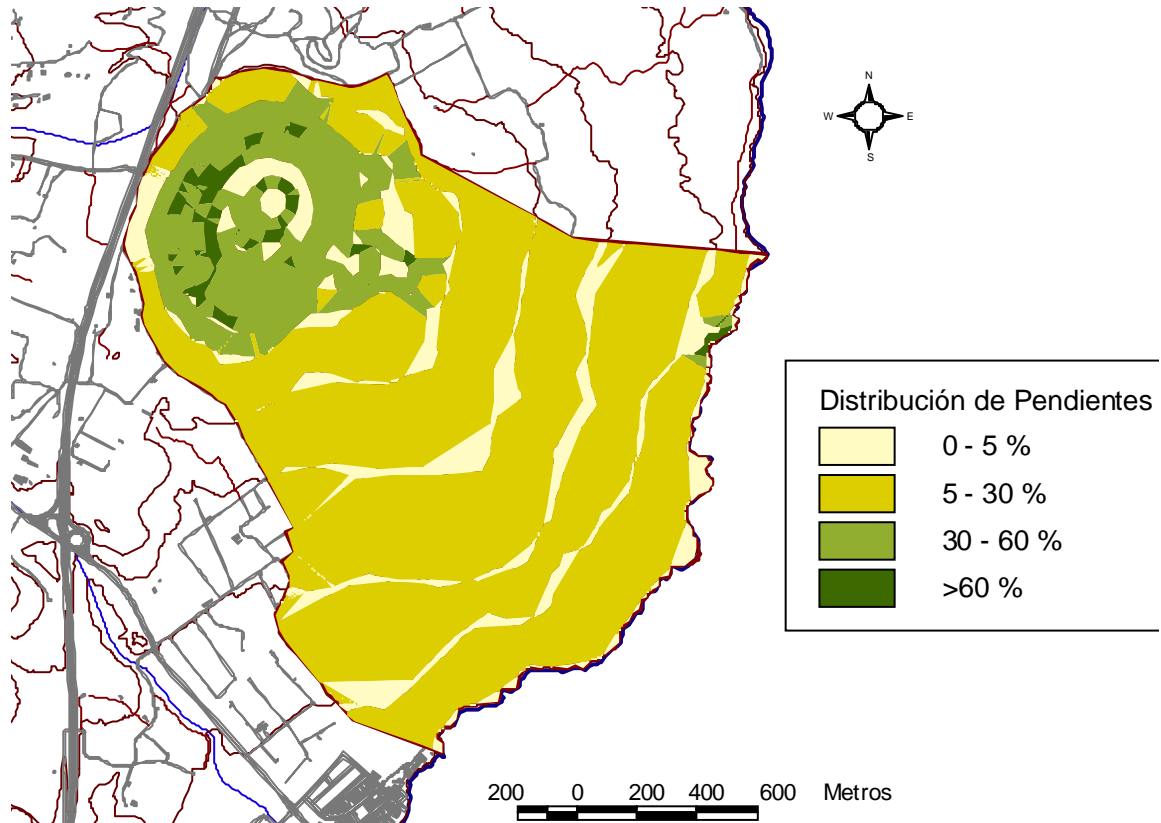 N
W E
S
Distribución de Pendientes
0 - 5 %
5 - 30 %
30 - 60 %
>60 %
200 0 200 400 600 Metros